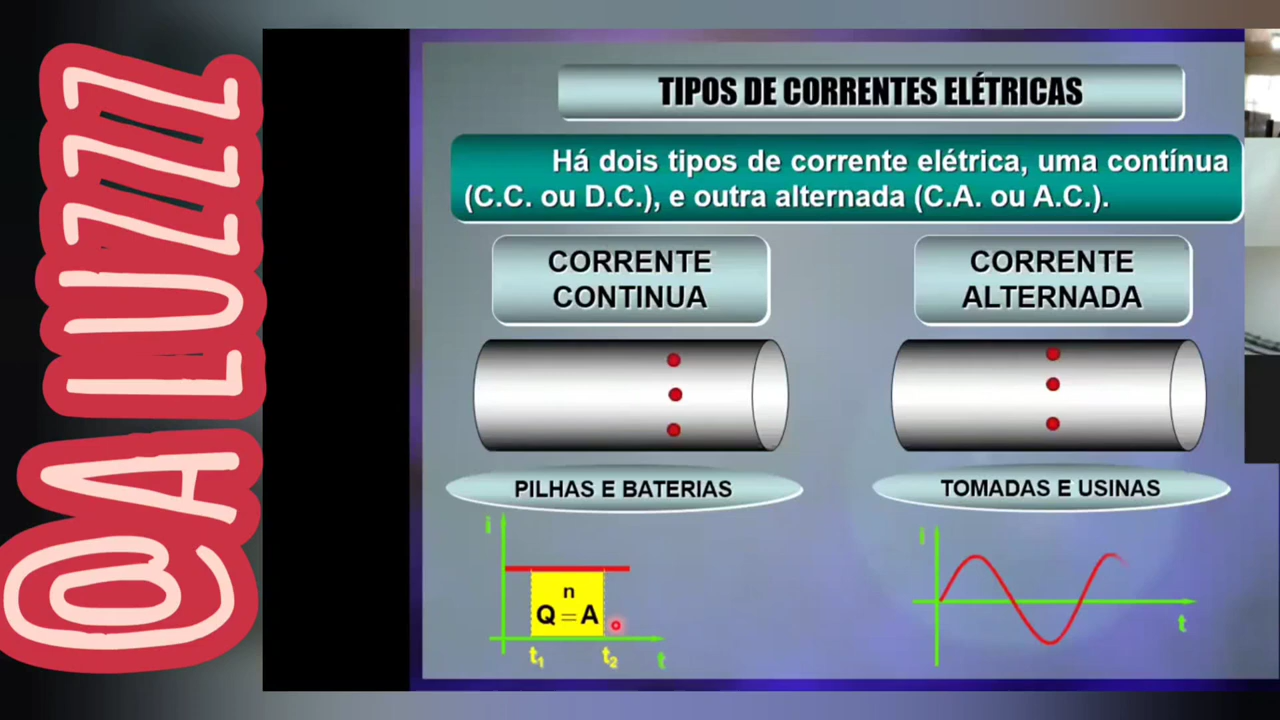 @A LUZZZ
TIPOS DE CORRENTES ELÉTRICAS
Há dois tipos de corrente elétrica, uma contínua
(C.C. ou D.C.), e outra alternada (C.A. ou A.C.).
CORRENTE
CONTINUA
CORRENTE
ALTERNADA
PILHAS E BATERIAS
TOMADAS E USINAS
i
n
Q = A
t1
t2
t
i
t